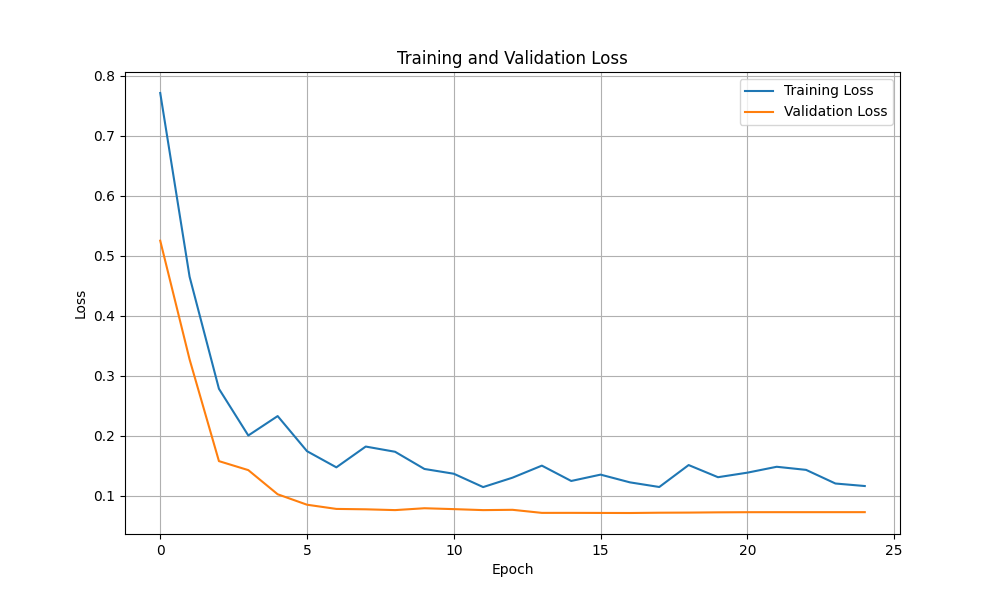 Training and Validation Loss
Training Loss
Validation Loss
0.8
0.7
0.6
0.5
0.4
0.3
0.2
0.1
Loss
0 5 10 15 20 25
Epoch